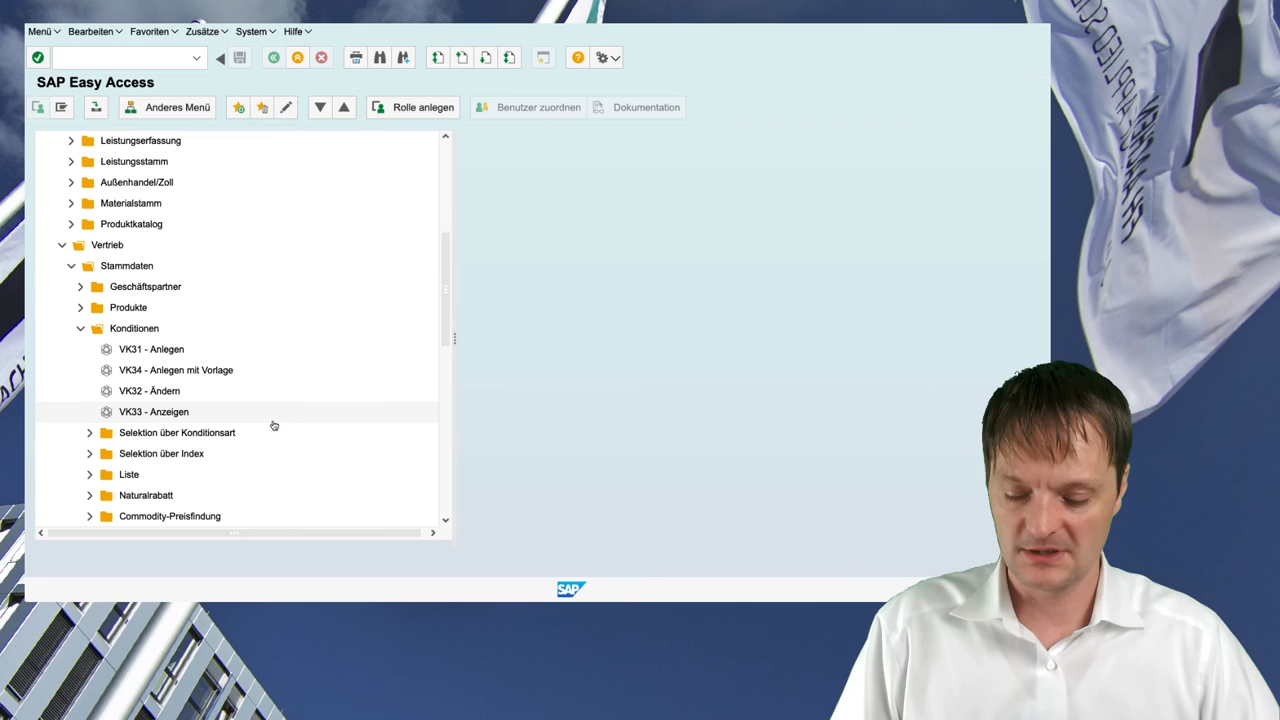 Menü Bearbeiten Favoriten Zusätze System Hilfe
SAP Easy Access
Anderes Menü Rolle anlegen Benutzer zuordnen Dokumentation
Leistungserfassung
Leistungsstamm
Außenhandel/Zoll
Materialstamm
Produktkatalog
Vertrieb
Stammdaten
Geschäftspartner
Produkte
Konditionen
VK31 - Anlegen
VK34 - Anlegen mit Vorlage
VK32 - Ändern
VK33 - Anzeigen
Selektion über Konditionsart
Selektion über Index
Liste
Naturalrabatt
Commodity-Preisfindung
SAP